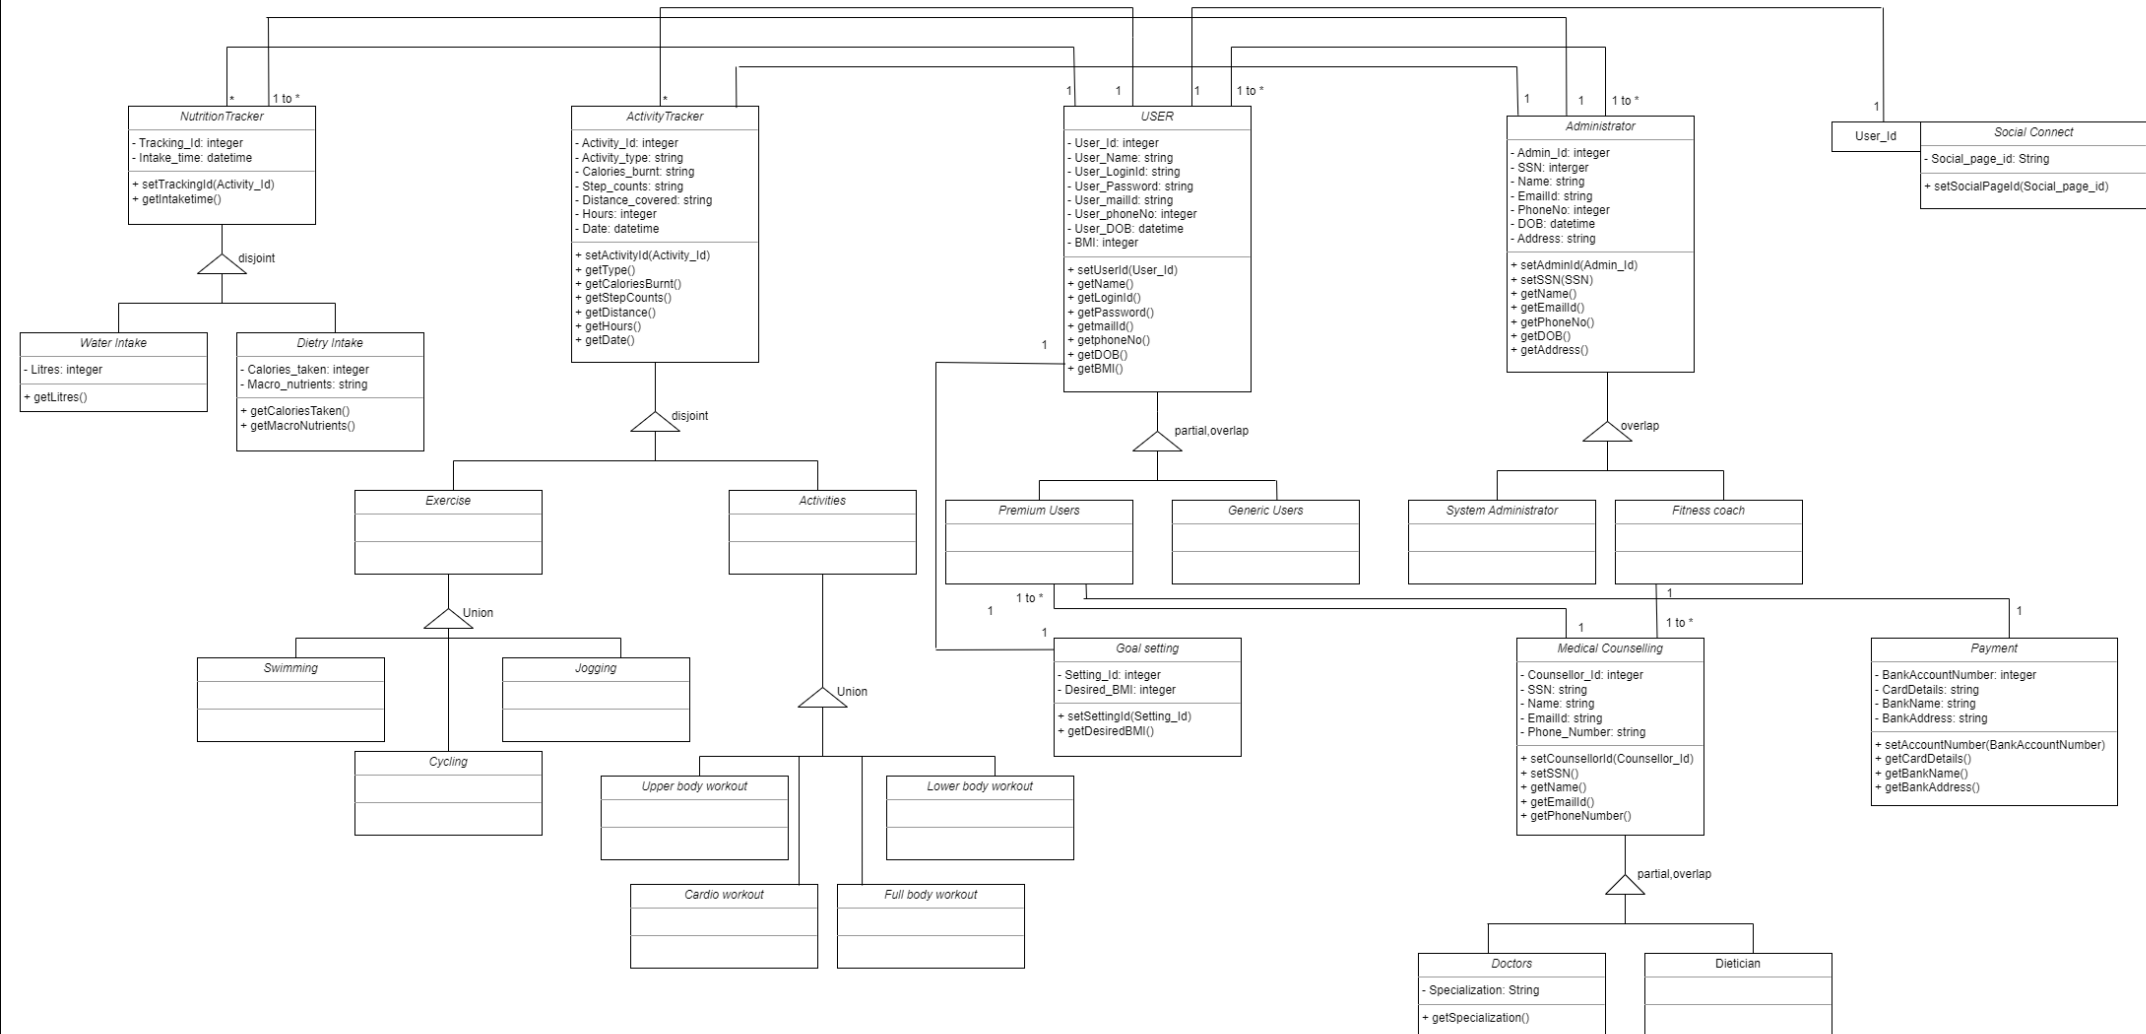 *
1 to *
*
1
1
1
1 to *
1
1
1 to *
1
NutritionTracker
- Tracking_Id: integer
- Intake_time: datetime
+ setTrackingId(Activity_Id)
+ getIntaketime()
disjoint
Water Intake
- Litres: integer
+ getLitres()
Dietry Intake
- Calories_taken: integer
- Macro_nutrients: string
+ getCaloriesTaken()
+ getMacroNutrients()
ActivityTracker
- Activity_Id: integer
- Activity_type: string
- Calories_burnt: string
- Step_counts: string
- Distance_covered: string
- Hours: integer
- Date: datetime
+ setActivityId(Activity_Id)
+ getType()
+ getCaloriesBurnt()
+ getStepCounts()
+ getDistance()
+ getHours()
+ getDate()
disjoint
Exercise
Activities
Union
Swimming
Jogging
Cycling
Union
Upper body workout
Lower body workout
Cardio workout
Full body workout
USER
- User_Id: integer
- User_Name: string
- User_LoginId: string
- User_Password: string
- User_mailId: string
- User_phoneNo: integer
- User_DOB: datetime
- BMI: integer
+ setUserId(User_Id)
+ getName()
+ getLoginId()
+ getPassword()
+ getmailId()
+ getphoneNo()
+ getDOB()
+ getBMI()
1
partial,overlap
Premium Users
Generic Users
1 to *
1
1
Goal setting
- Setting_Id: integer
- Desired_BMI: integer
+ setSettingId(Setting_Id)
+ getDesiredBMI()
Administrator
- Admin_Id: integer
- SSN: interger
- Name: string
- EmailId: string
- PhoneNo: integer
- DOB: datetime
- Address: string
+ setAdminId(Admin_Id)
+ setSSN(SSN)
+ getName()
+ getEmailId()
+ getPhoneNo()
+ getDOB()
+ getAddress()
overlap
System Administrator
Fitness coach
1
1 to *
1
1
Medical Counselling
- Counsellor_Id: integer
- SSN: string
- Name: string
- EmailId: string
- Phone_Number: string
+ setCounsellorId(Counsellor_Id)
+ setSSN()
+ getName()
+ getEmailId()
+ getPhoneNumber()
partial,overlap
Doctors
- Specialization: String
+ getSpecialization()
Dietician
User_Id
Social Connect
- Social_page_id: String
+ setSocialPageId(Social_page_id)
Payment
- BankAccountNumber: integer
- CardDetails: string
- BankName: string
- BankAddress: string
+ setAccountNumber(BankAccountNumber)
+ getCardDetails()
+ getBankName()
+ getBankAddress()